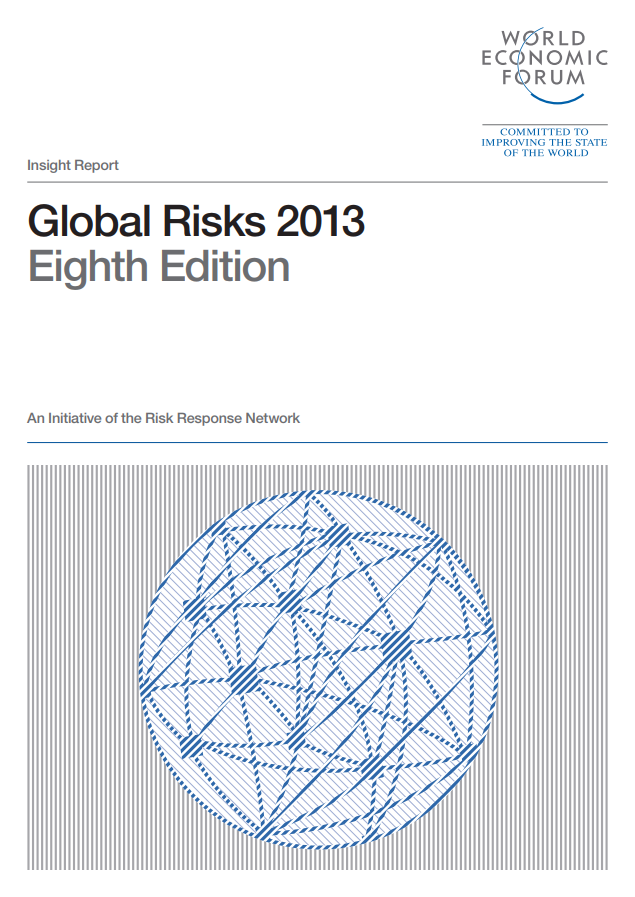 WORLD
ECONOMIC
FORUM
COMMITTED TO
IMPROVING THE STATE
OF THE WORLD
Insight Report
Global Risks 2013
Eighth Edition
An Initiative of the Risk Response Network